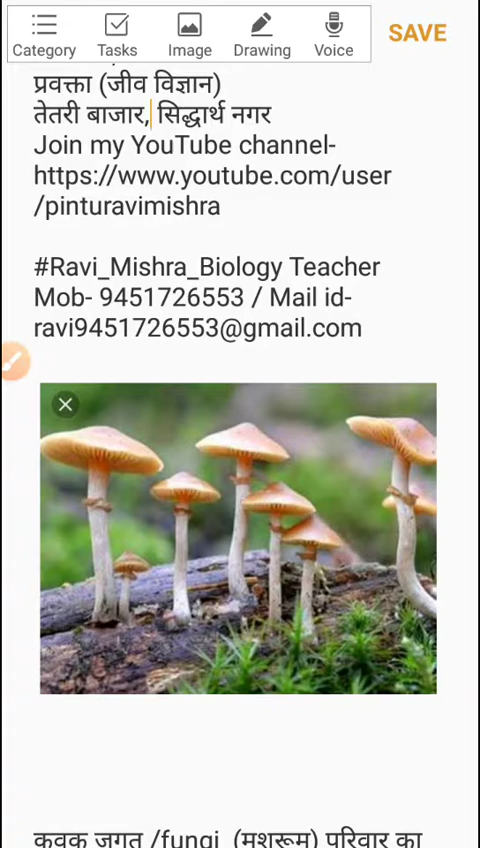 Category Tasks Image Drawing Voice SAVE
प्रवक्ता (जीव विज्ञान)
तेतरी बाजार, सिद्धार्थ नगर
Join my YouTube channel-
https://www.youtube.com/user
/pinturavimishra
#Ravi_Mishra_Biology Teacher
Mob- 9451726553 / Mail id-
ravi9451726553@gmail.com
कवक जगत /fungi (मशरूम) परिवार का